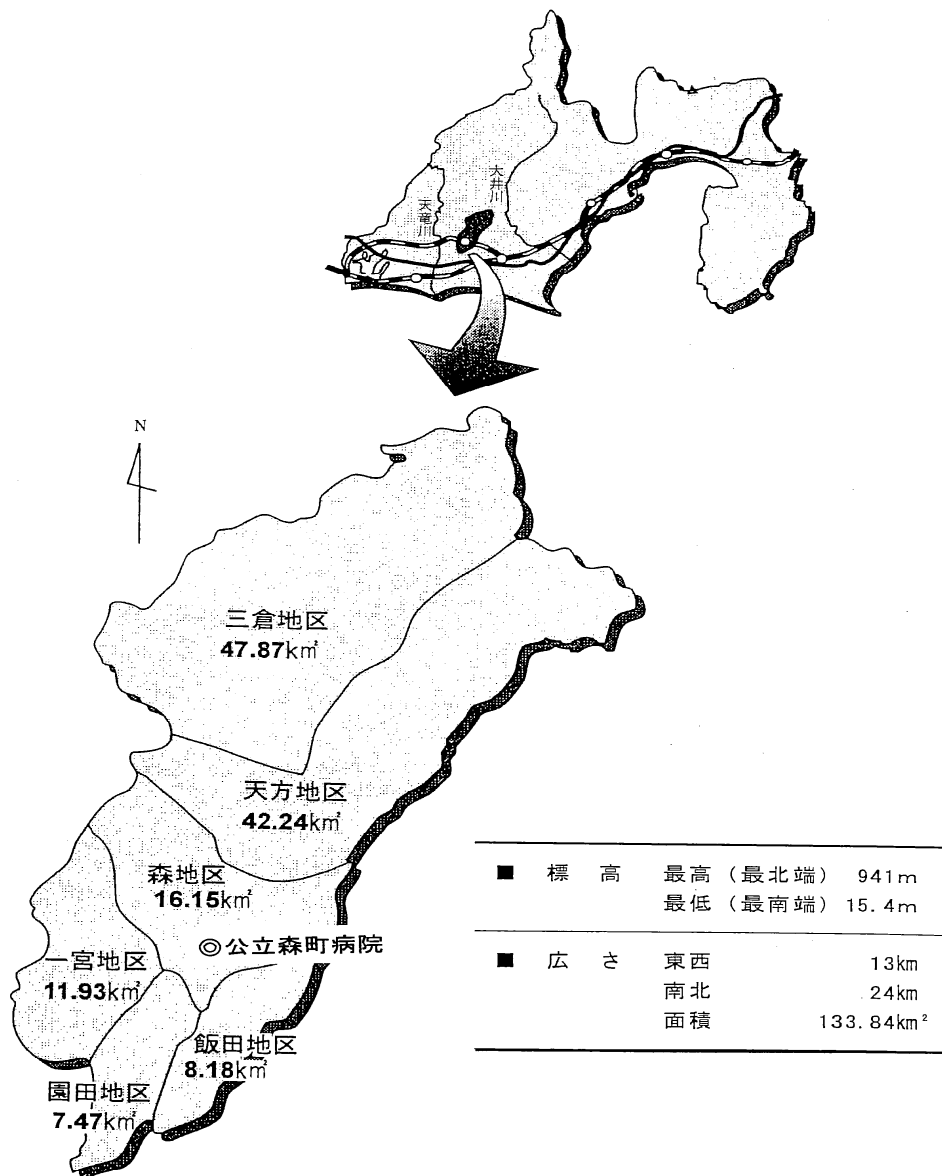 大井川
天竜川
N
三倉地区
47.87km²
天方地区
42.24km²
森地区
16.15km²
◎公立森町病院
一宮地区
11.93km²
飯田地区
8.18km²
園田地区
7.47km²
■ 標高 最高（最北端） 941m
最低（最南端） 15.4m
■ 広さ 東西 13km
南北 24km
面積 133.84km²